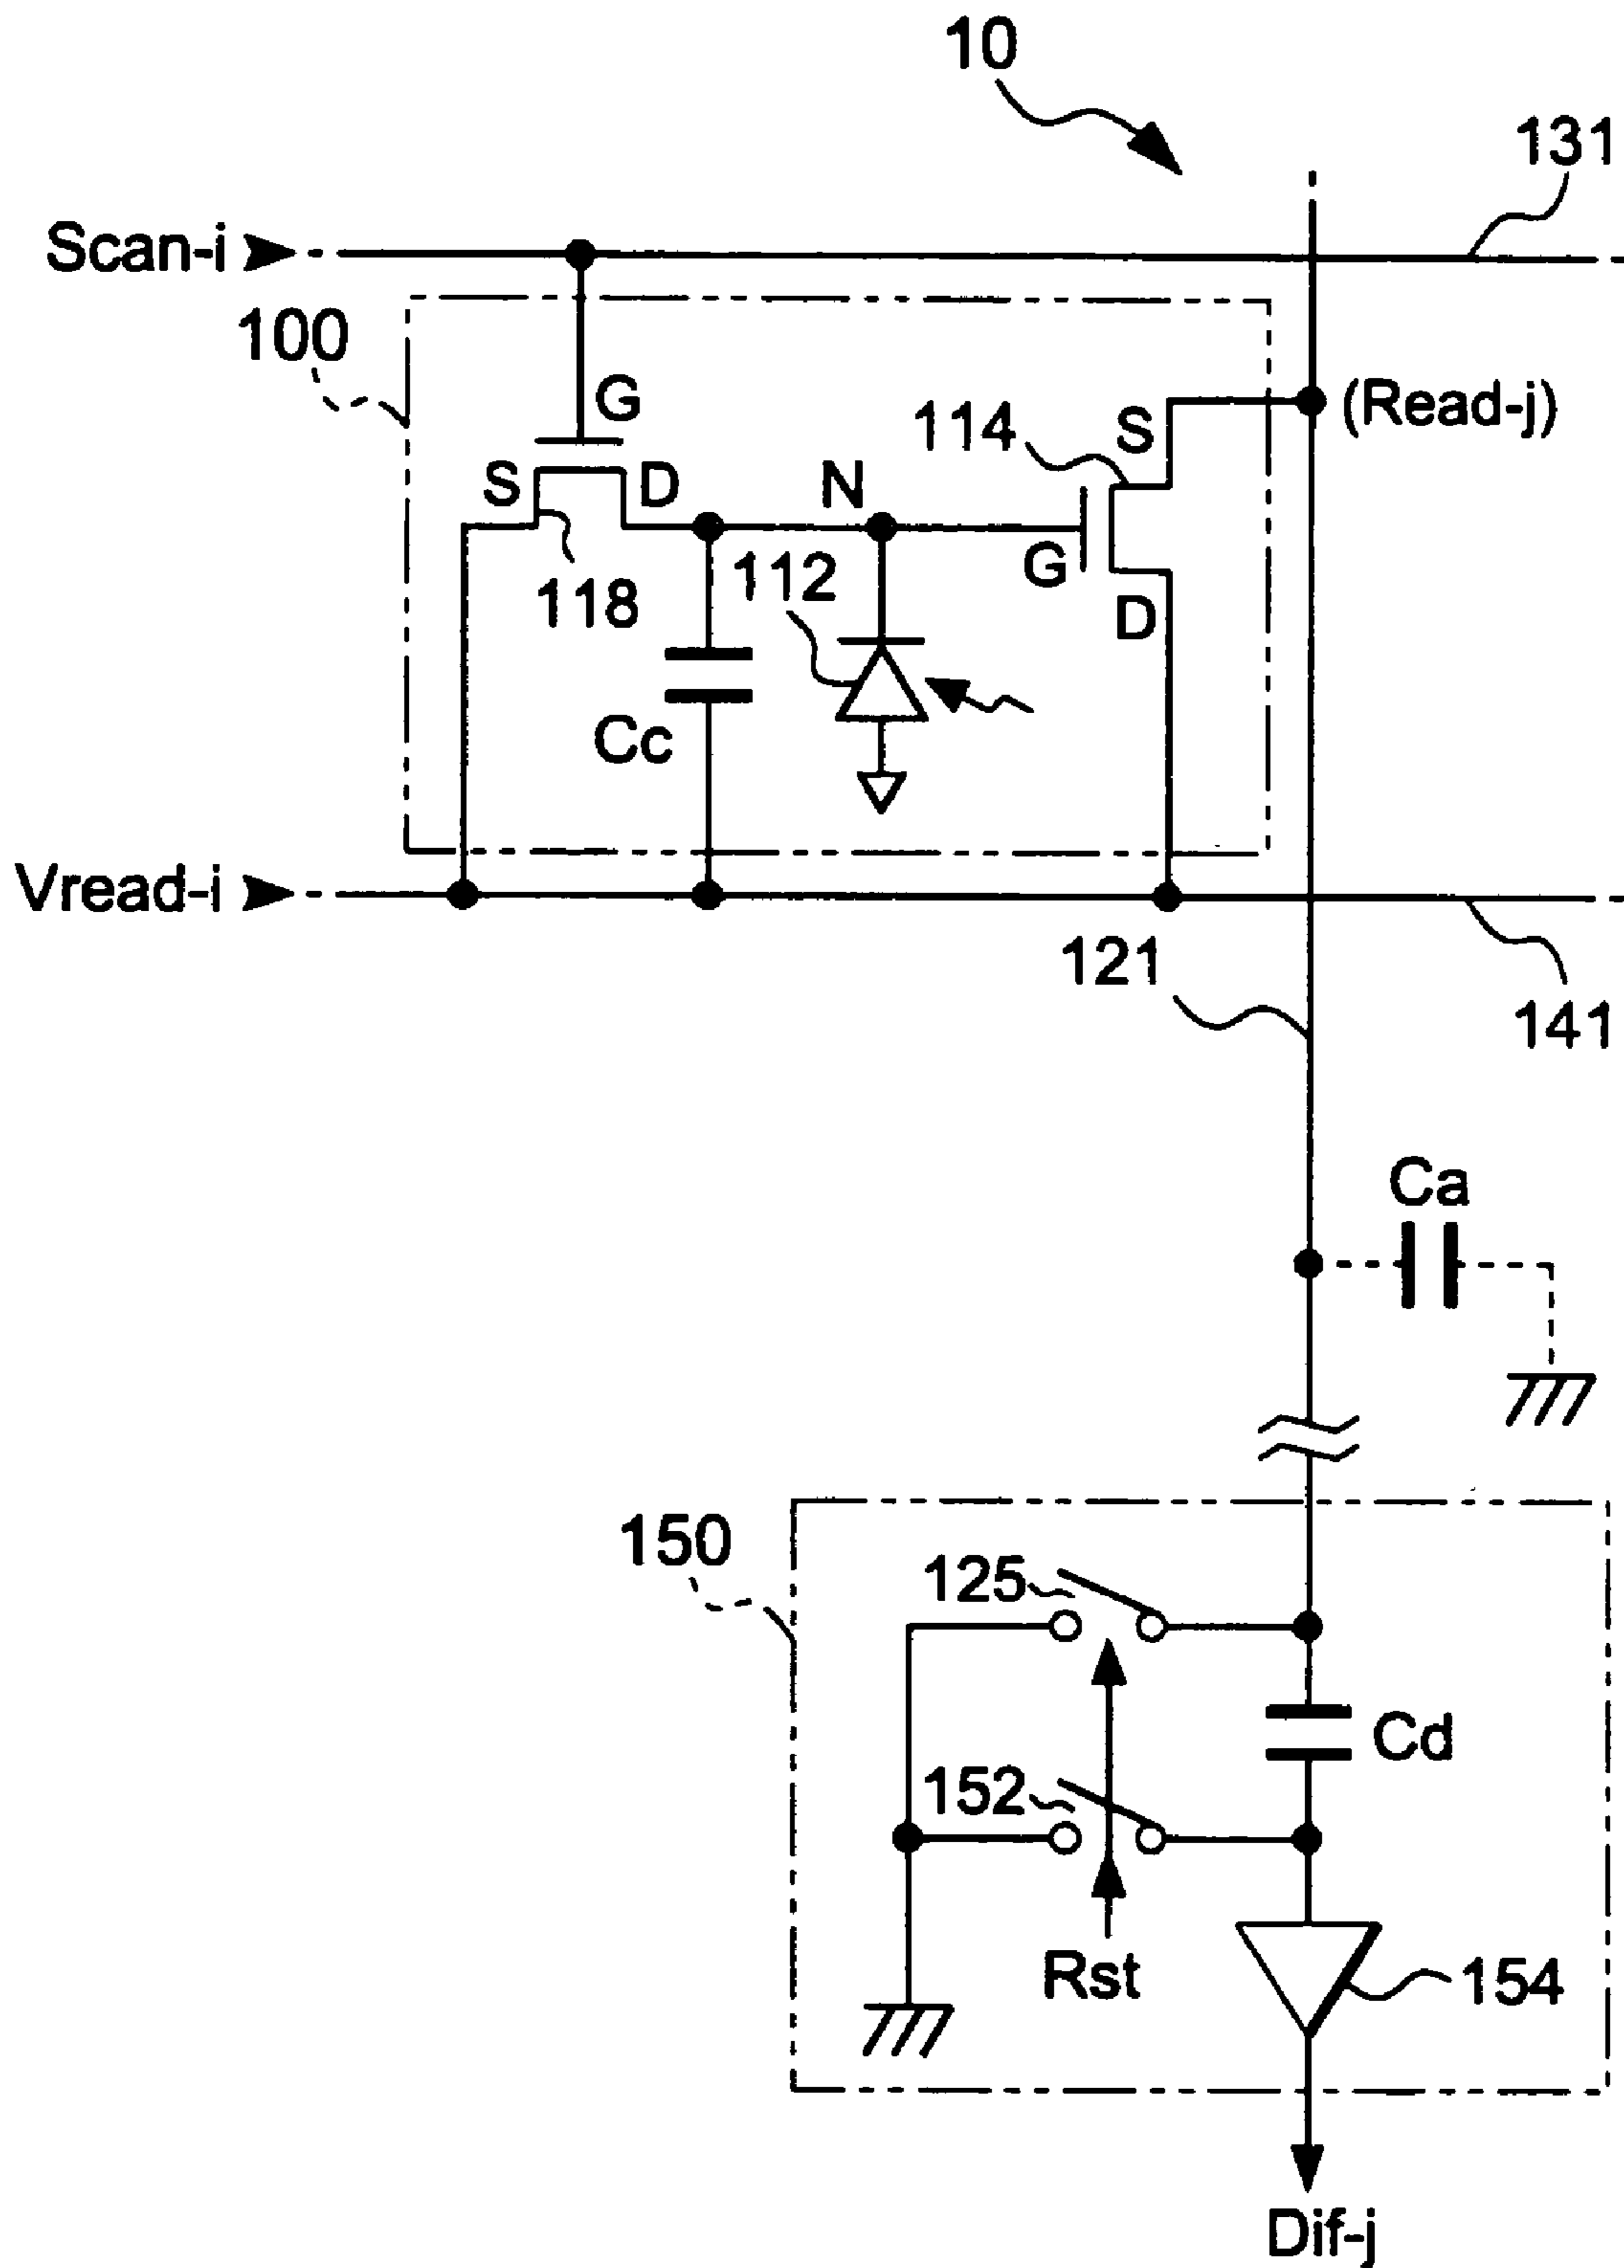 10
131
Scan-i
100
G
(Read-j)
114
S
S
D
N
G
112
118
D
Cc
Vread-i
121
141
Ca
150
125
Cd
152
Rst
154
Dif-j